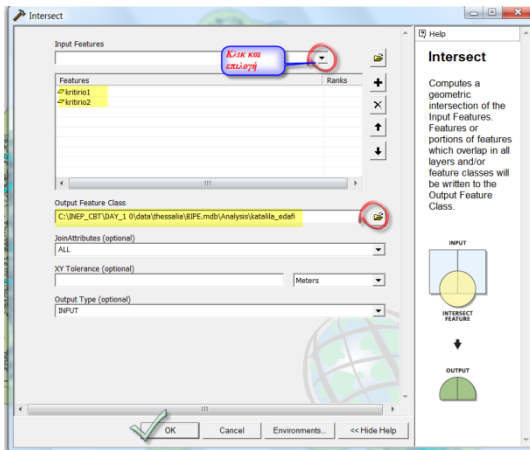 Intersect
Input Features
Κλικ και
επιλογή
Features Ranks
kritirio1
kritirio2
Output Feature Class
C:\INEP_CBT\DAY_1 0\data\thessalia\BIPE.mdb\Analysis\katallila_edafi
JoinAttributes (optional)
ALL
XY Tolerance (optional)
Meters
Output Type (optional)
INPUT
OK Cancel Environments... << Hide Help
Help
Intersect
Computes a
geometric
intersection of the
Input Features.
Features or
portions of features
which overlap in all
layers and/or
feature classes will
be written to the
Output Feature
Class.
INPUT
INTERSECT
FEATURE
OUTPUT